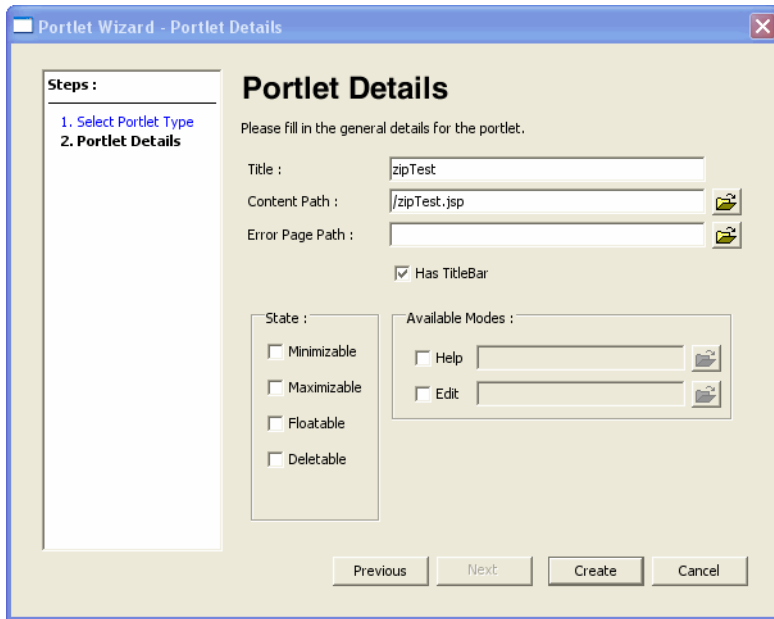 Portlet Wizard - Portlet Details
Steps :
1. Select Portlet Type
2. Portlet Details
Portlet Details
Please fill in the general details for the portlet.
Title :
zipTest
Content Path :
/zipTest.jsp
Error Page Path :
Has TitleBar
State :
Minimizable
Maximizable
Floatable
Deletable
Available Modes :
Help
Edit
Previous
Next
Create
Cancel